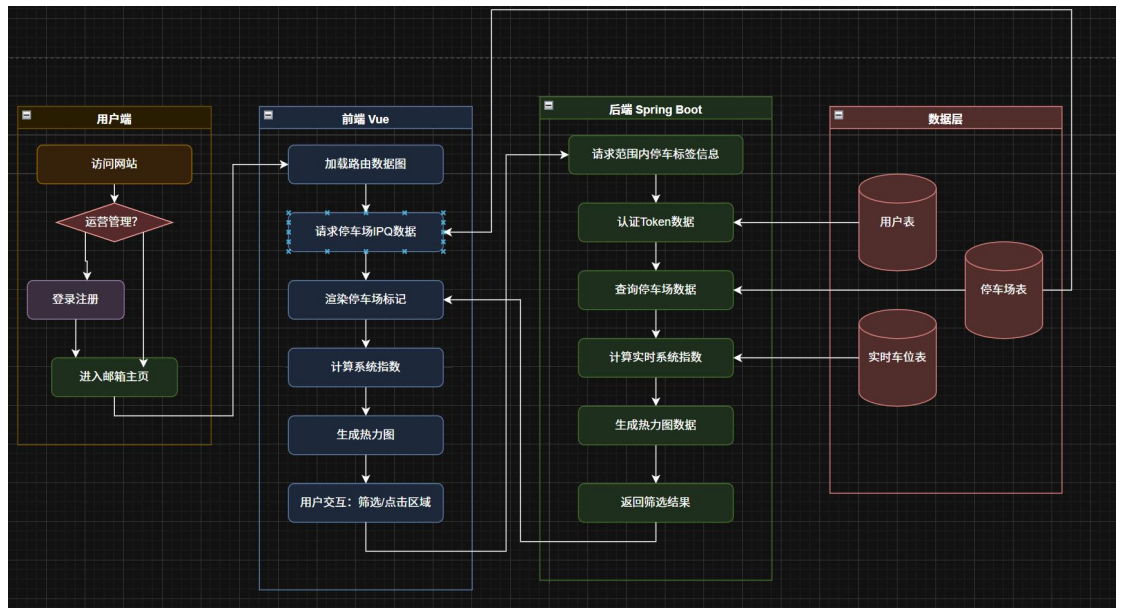 用户端
访问网站
运营管理?
登录注册
进入邮箱主页
前端 Vue
加载路由数据图
请求停车场IPQ数据
渲染停车场标记
计算系统指数
生成热力图
用户交互：筛选/点击区域
后端 Spring Boot
请求范围内停车标签信息
认证Token数据
查询停车场数据
计算实时系统指数
生成热力图数据
返回筛选结果
数据层
用户表
停车场表
实时车位表